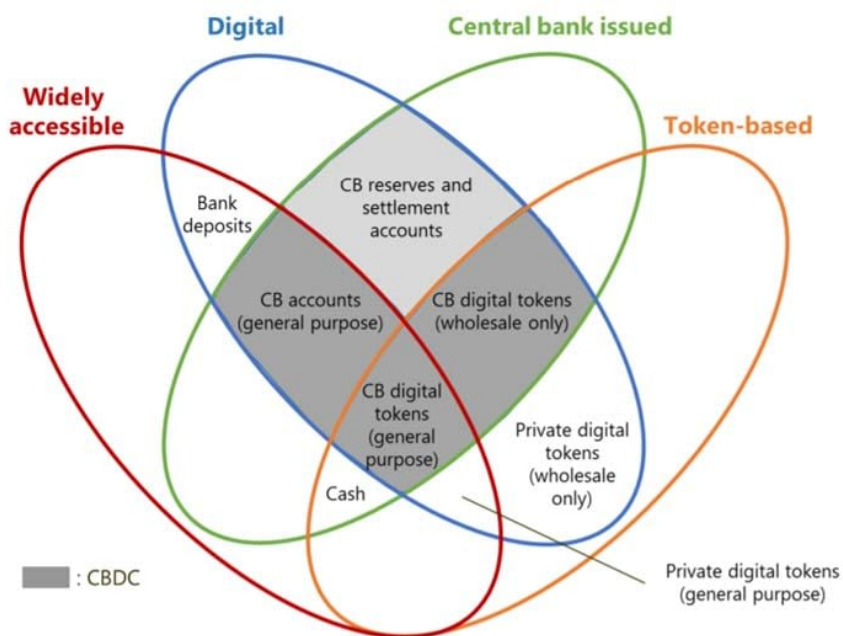 Digital
Central bank issued
Widely
accessible
Token-based
Bank
deposits
CB reserves and
settlement
accounts
CB accounts
(general purpose)
CB digital tokens
(wholesale only)
CB digital
tokens
(general
purpose)
Private digital
tokens
(wholesale
only)
Cash
Private digital tokens
(general purpose)
: CBDC